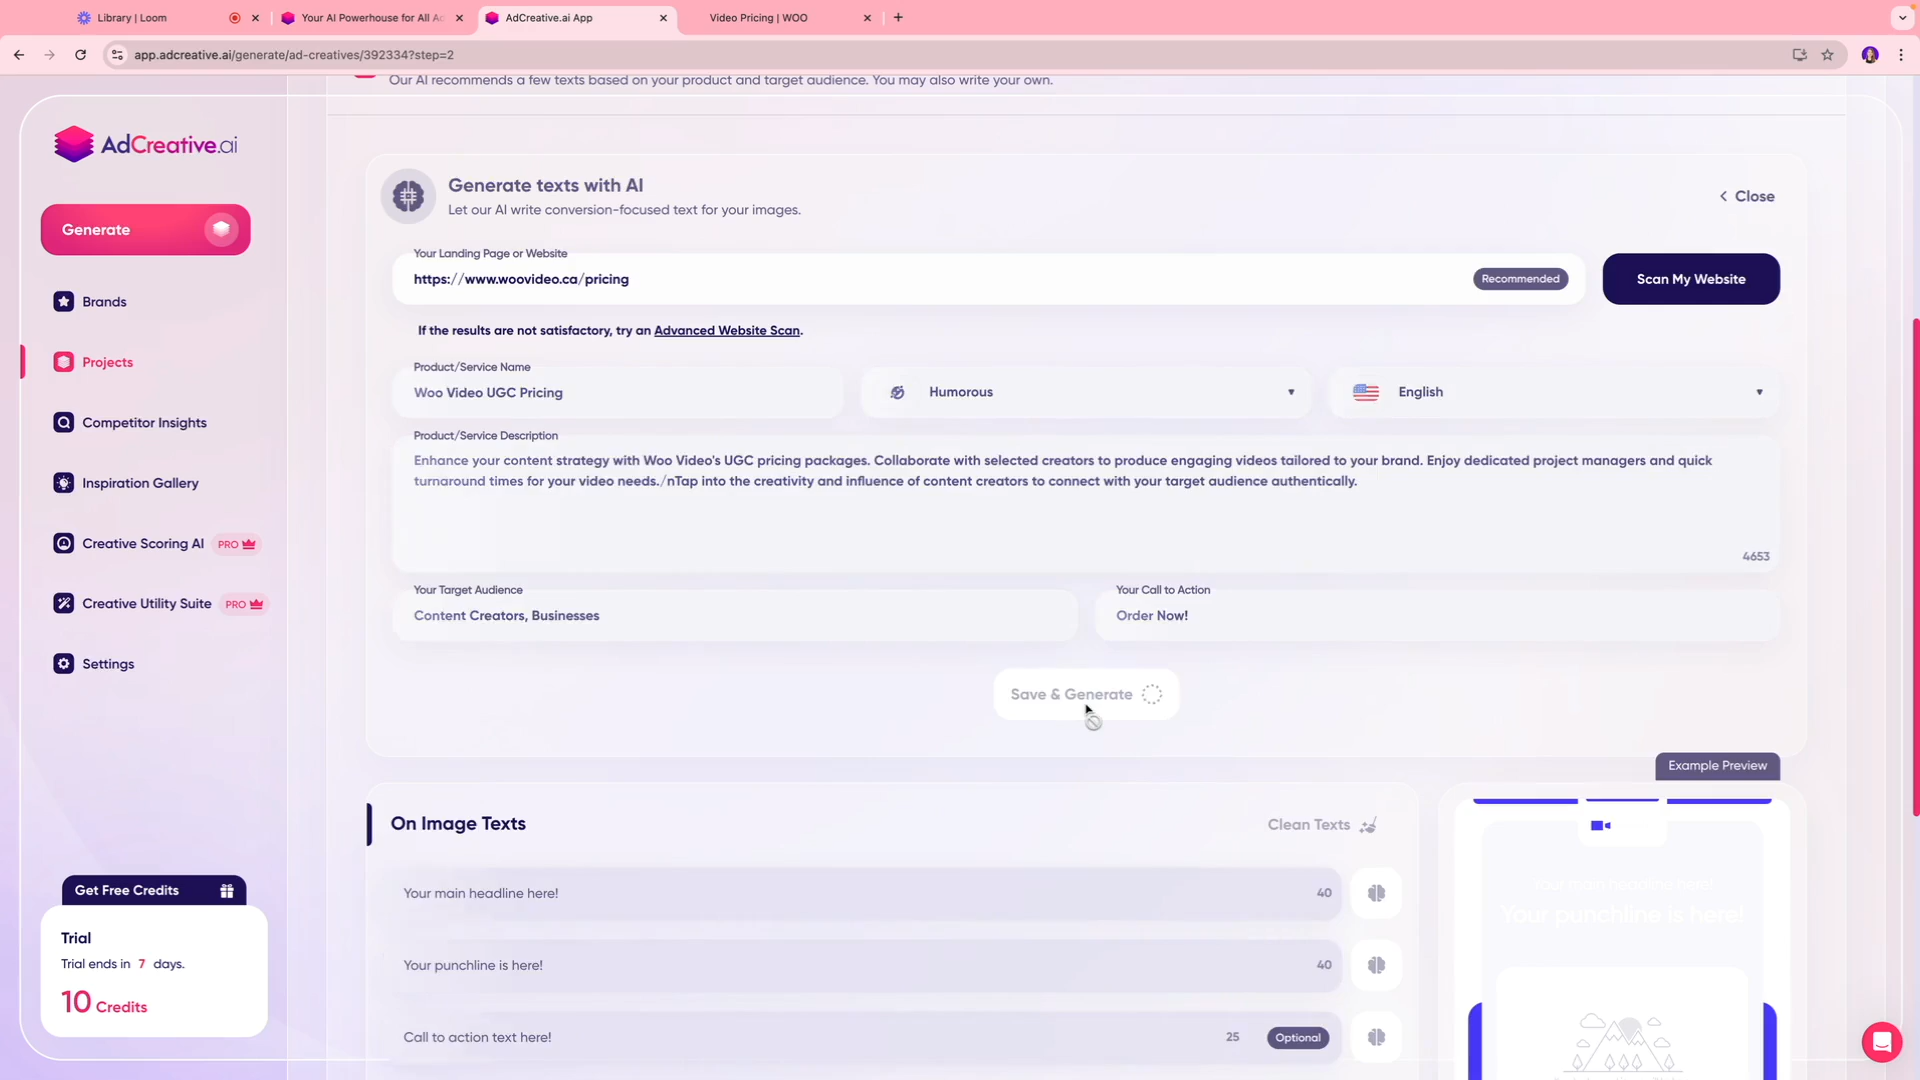 Library | Loom
Your AI Powerhouse for All Ad
AdCreative.ai App
Video Pricing | WOO
app.adcreative.ai/generate/ad-creatives/392334?step=2
Our AI recommends a few texts based on your product and target audience. You may also write your own.
AdCreative.ai
Generate
Brands
Projects
Competitor Insights
Inspiration Gallery
Creative Scoring AI PRO
Creative Utility Suite PRO
Settings
Get Free Credits
Trial
Trial ends in 7 days.
10 Credits
Generate texts with AI
Let our AI write conversion-focused text for your images.
Close
Your Landing Page or Website
https://www.woovideo.ca/pricing
Recommended
Scan My Website
If the results are not satisfactory, try an Advanced Website Scan.
Product/Service Name
Woo Video UGC Pricing
Humorous
English
Product/Service Description
Enhance your content strategy with Woo Video's UGC pricing packages. Collaborate with selected creators to produce engaging videos tailored to your brand. Enjoy dedicated project managers and quick
turnaround times for your video needs./nTap into the creativity and influence of content creators to connect with your target audience authentically.
4653
Your Target Audience
Content Creators, Businesses
Your Call to Action
Order Now!
Save & Generate
Example Preview
On Image Texts
Clean Texts
Your main headline here!
40
Your punchline is here!
40
Call to action text here!
25
Optional
Your main headline here!
Your punchline is here!